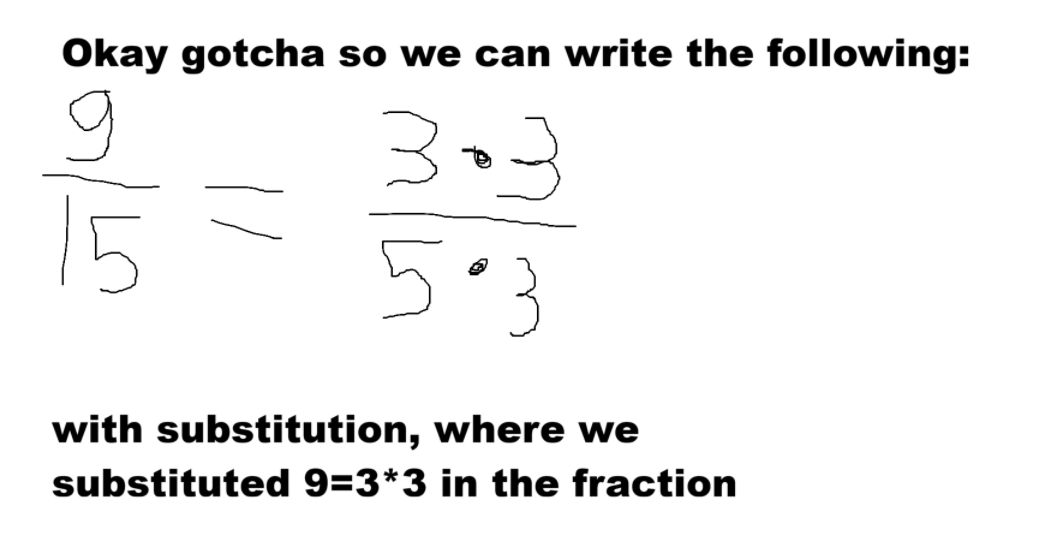 Okay gotcha so we can write the following:
9/15 = 3·3/5·3
with substitution, where we
substituted 9=3*3 in the fraction